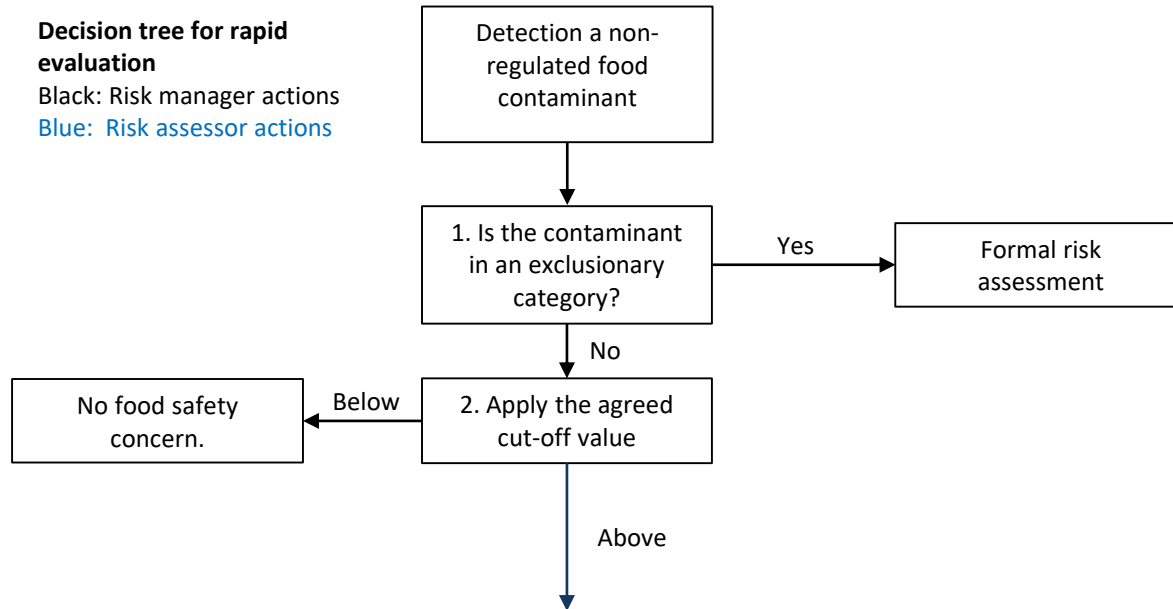 Decision tree for rapid
evaluation
Black: Risk manager actions
Blue:  Risk assessor actions
Detection a non-
regulated food
contaminant
1. Is the contaminant
in an exclusionary
category?
Yes
Formal risk
assessment
No
No food safety
concern.
Below
2. Apply the agreed
cut-off value
Above